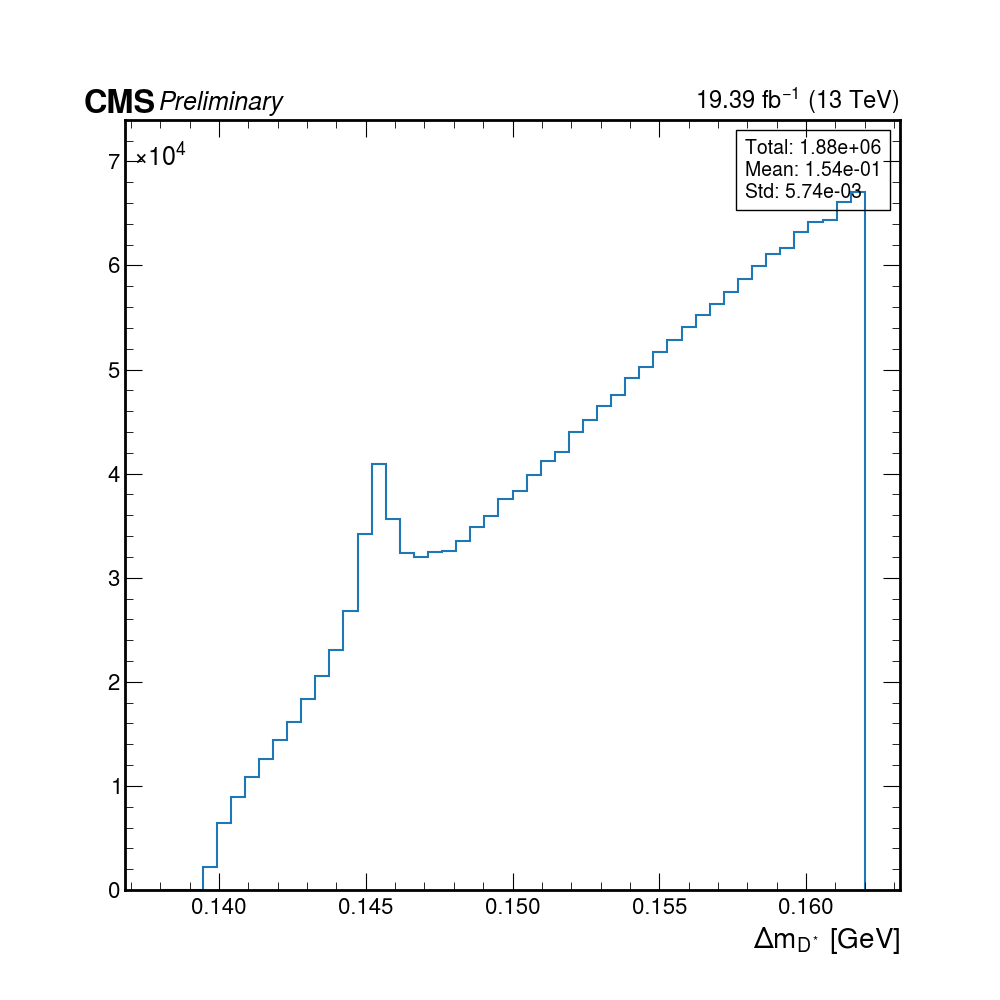 CMS Preliminary
19.39 fb⁻¹ (13 TeV)
×10⁴
Total: 1.88e+06
Mean: 1.54e-01
Std: 5.74e-03
7
6
5
4
3
2
1
0
0.140 0.145 0.150 0.155 0.160
Δm_{D*} [GeV]